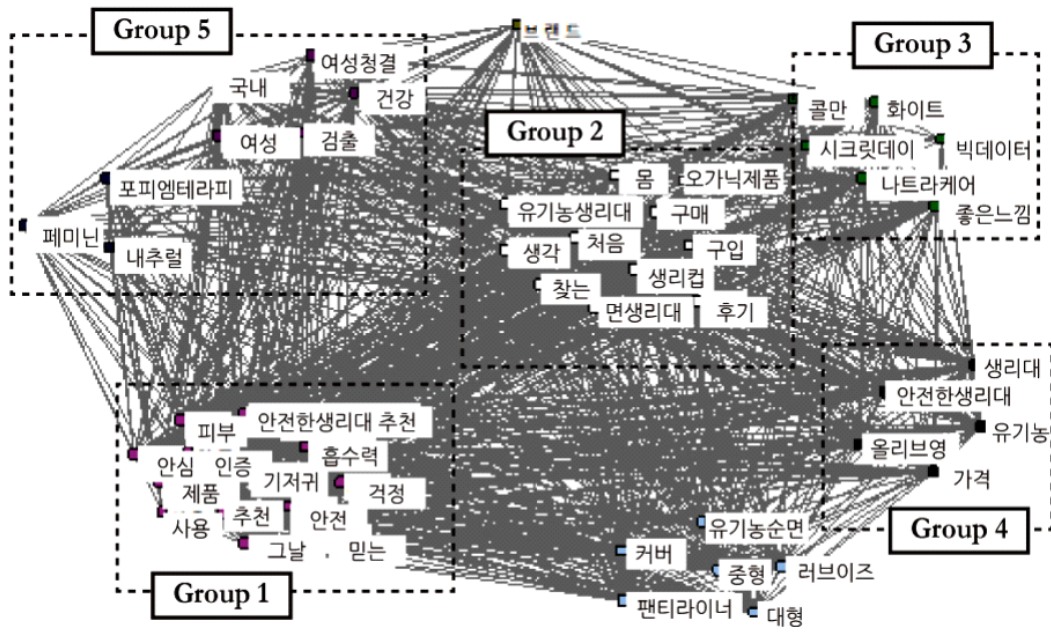 Group 5
브랜드
여성청결
국내
건강
여성
검출
포피엠테라피
페미닌
내추럴
Group 2
몸
오가닉제품
유기농생리대
구매
처음
생각
구입
생리컵
찾는
면생리대
후기
Group 3
콜만
화이트
시크릿데이
빅데이터
나트라케어
좋은느낌
Group 1
안전한생리대 추천
피부
안심
인증
흡수력
제품
기저귀
걱정
사용
추천
안전
그날 . 믿는
생리대
안전한생리대
유기농
올리브영
가격
Group 4
유기농순면
커버
중형
러브이즈
팬티라이너
대형